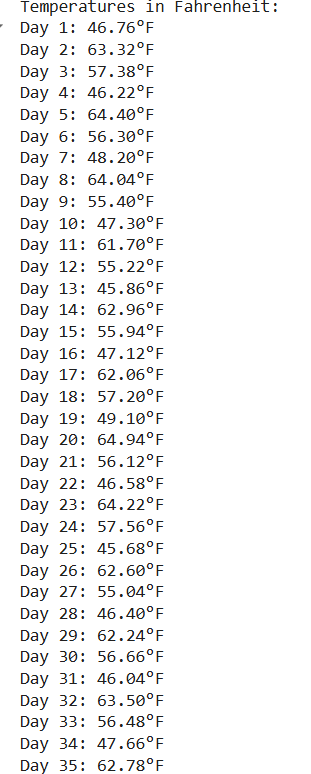 Temperatures in Fahrenheit:
Day 1: 46.76°F
Day 2: 63.32°F
Day 3: 57.38°F
Day 4: 46.22°F
Day 5: 64.40°F
Day 6: 56.30°F
Day 7: 48.20°F
Day 8: 64.04°F
Day 9: 55.40°F
Day 10: 47.30°F
Day 11: 61.70°F
Day 12: 55.22°F
Day 13: 45.86°F
Day 14: 62.96°F
Day 15: 55.94°F
Day 16: 47.12°F
Day 17: 62.06°F
Day 18: 57.20°F
Day 19: 49.10°F
Day 20: 64.94°F
Day 21: 56.12°F
Day 22: 46.58°F
Day 23: 64.22°F
Day 24: 57.56°F
Day 25: 45.68°F
Day 26: 62.60°F
Day 27: 55.04°F
Day 28: 46.40°F
Day 29: 62.24°F
Day 30: 56.66°F
Day 31: 46.04°F
Day 32: 63.50°F
Day 33: 56.48°F
Day 34: 47.66°F
Day 35: 62.78°F